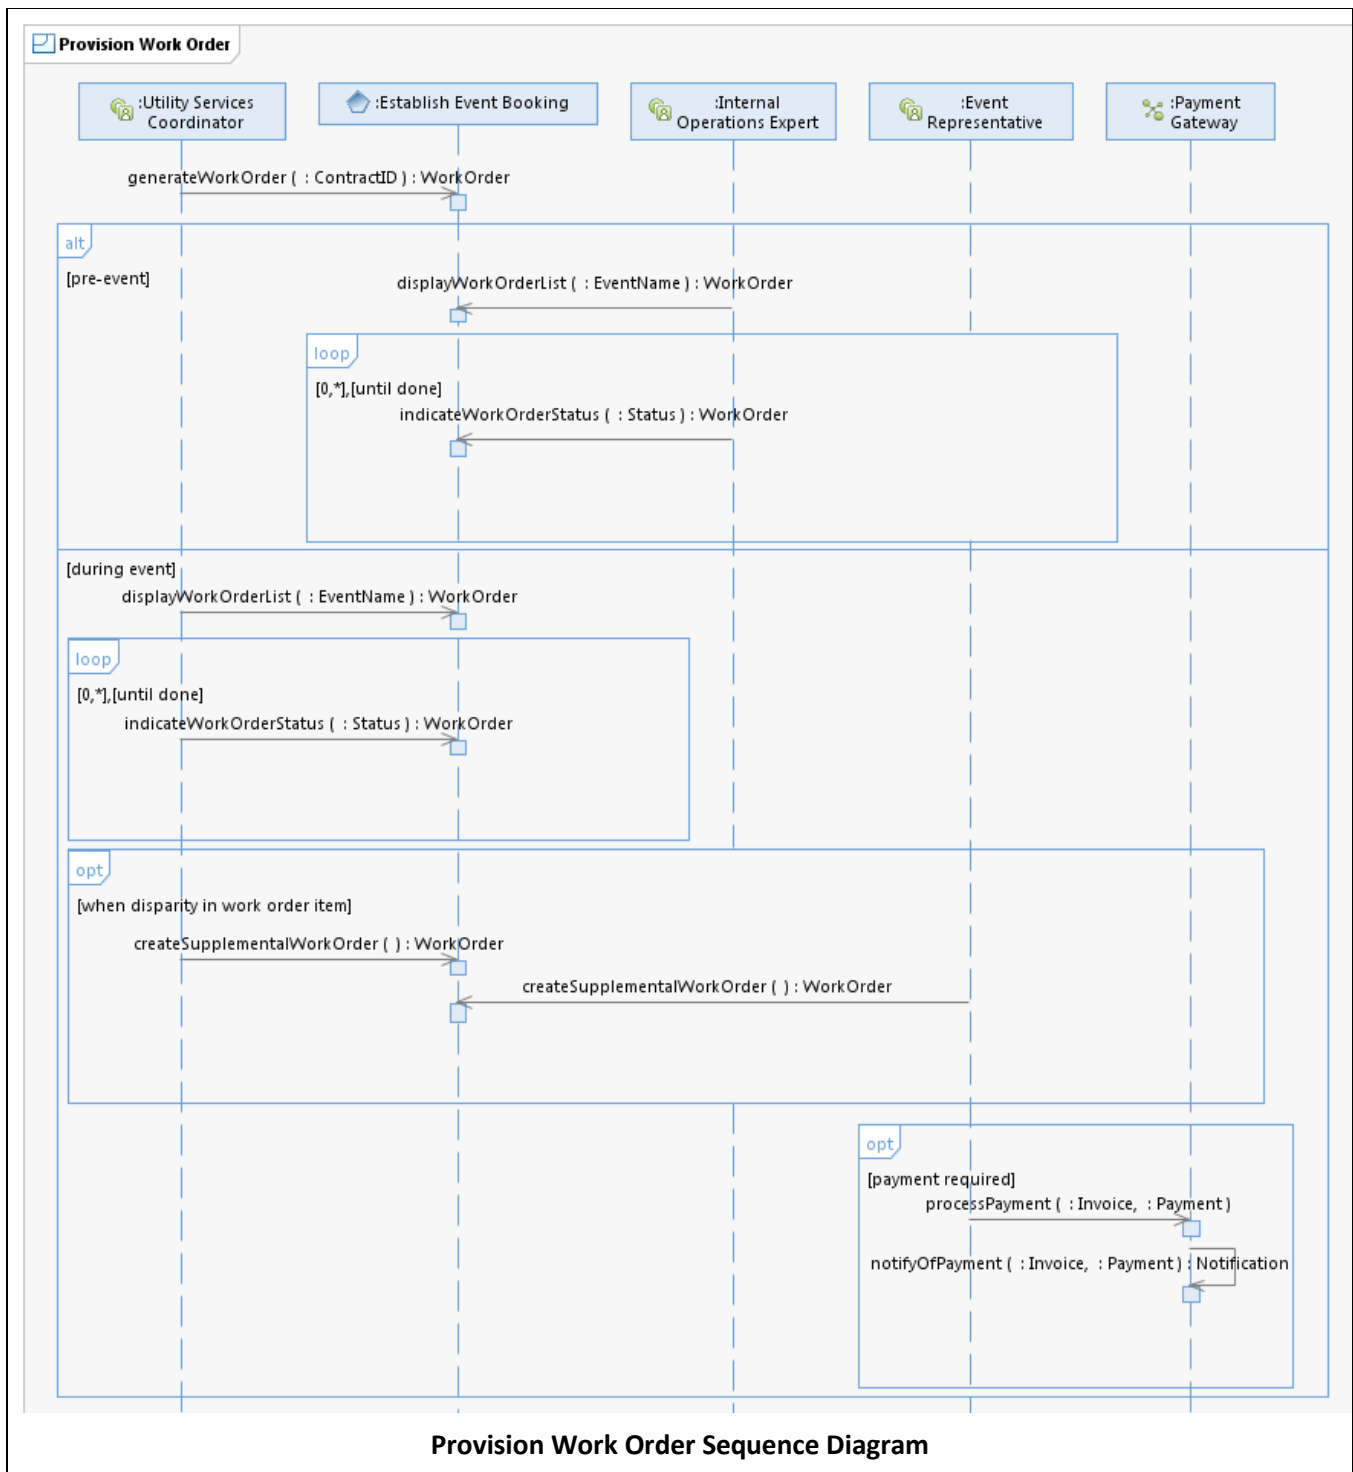 Provision Work Order
:Utility Services
Coordinator
:Establish Event Booking
:Internal
Operations Expert
:Event
Representative
:Payment
Gateway
generateWorkOrder ( : ContractID ) : WorkOrder
alt
[pre-event]
displayWorkOrderList ( : EventName ) : WorkOrder
loop
[0,*],[until done]
indicateWorkOrderStatus ( : Status ) : WorkOrder
[during event]
displayWorkOrderList ( : EventName ) : WorkOrder
loop
[0,*],[until done]
indicateWorkOrderStatus ( : Status ) : WorkOrder
opt
[when disparity in work order item]
createSupplementalWorkOrder ( ) : WorkOrder
createSupplementalWorkOrder ( ) : WorkOrder
opt
[payment required]
processPayment ( : Invoice, : Payment )
notifyOfPayment ( : Invoice, : Payment ) : Notification
Provision Work Order Sequence Diagram